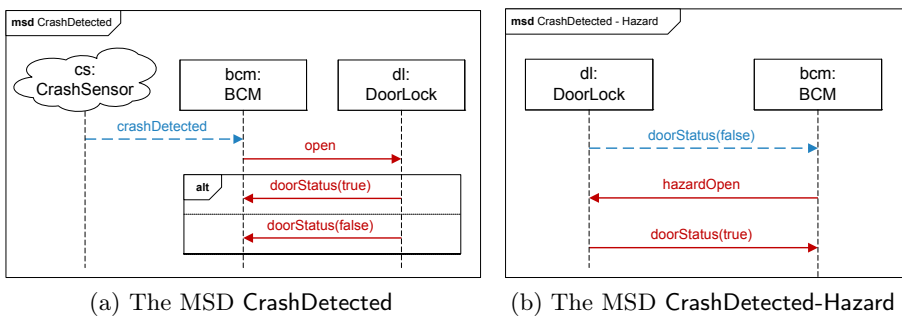 msd CrashDetected
cs:
CrashSensor
bcm:
BCM
dl:
DoorLock
crashDetected
open
alt
doorStatus(true)
doorStatus(false)
(a) The MSD CrashDetected
msd CrashDetected - Hazard
dl:
DoorLock
bcm:
BCM
doorStatus(false)
hazardOpen
doorStatus(true)
(b) The MSD CrashDetected-Hazard